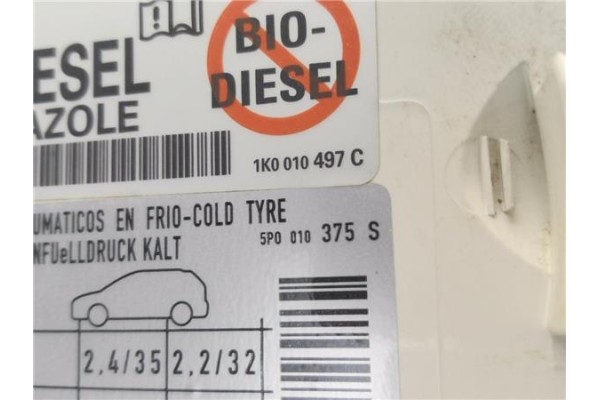 ESEL
AZOLE
BIO-
DIESEL
1K0 010 497 C
UMATICOS EN FRIO-COLD TYRE
NFUeLLDRUCK KALT
5P0 010 375 S
2,4/35 2,2/32